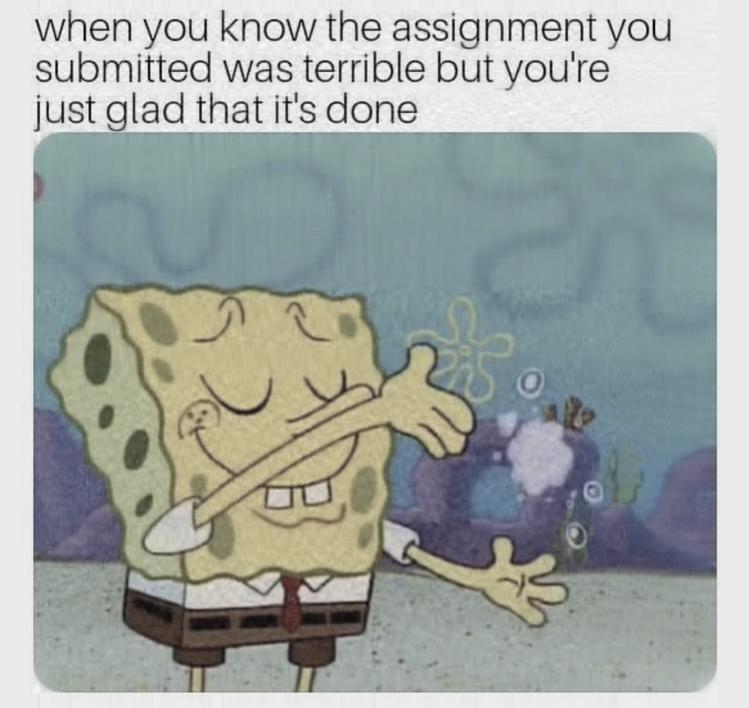 when you know the assignment you
submitted was terrible but you're
just glad that it's done